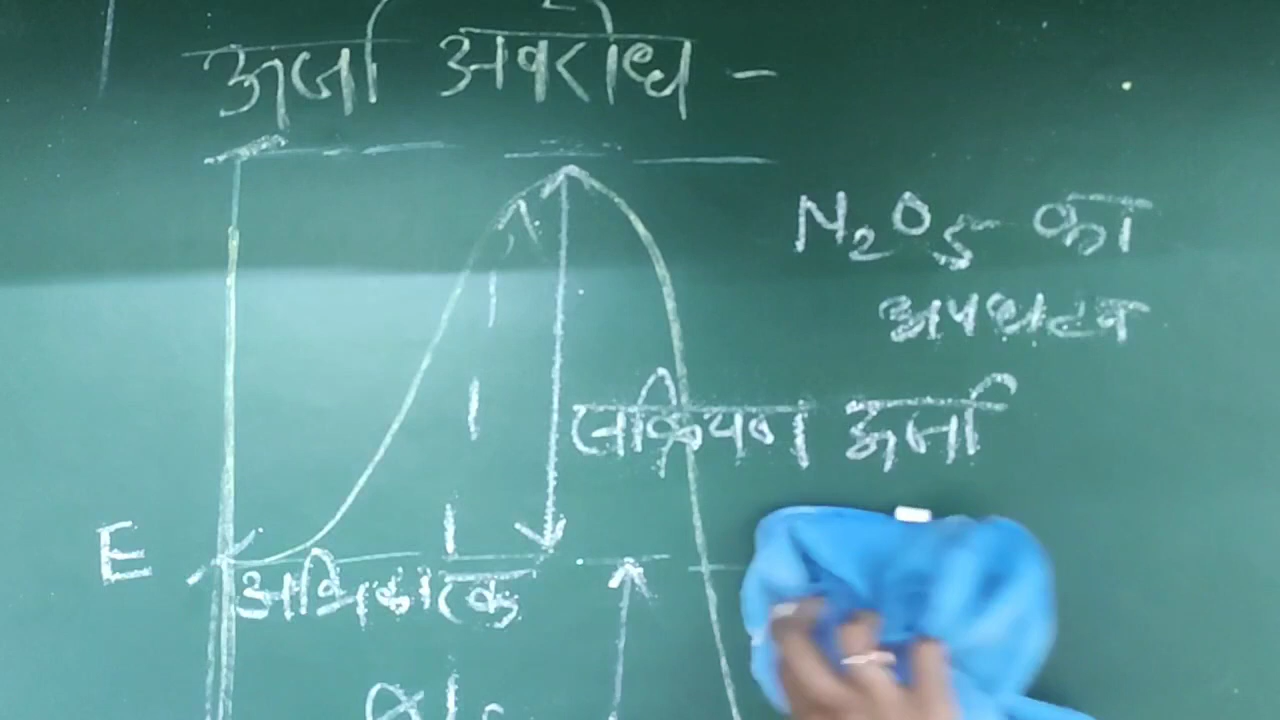 ऊर्जा अवरोध -
N₂O₅ का
अपघटन
सक्रियण ऊर्जा
E
अभिकारक